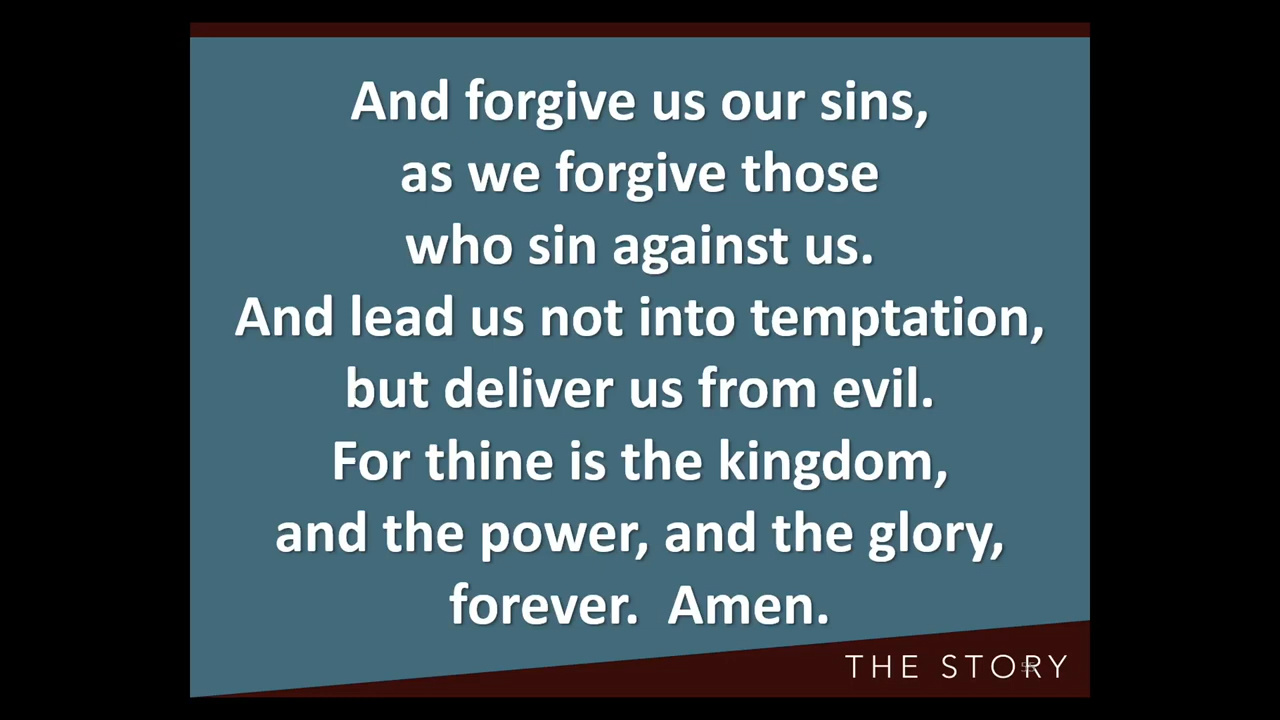 And forgive us our sins,
as we forgive those
who sin against us.
And lead us not into temptation,
but deliver us from evil.
For thine is the kingdom,
and the power, and the glory,
forever.  Amen.
THE STORY